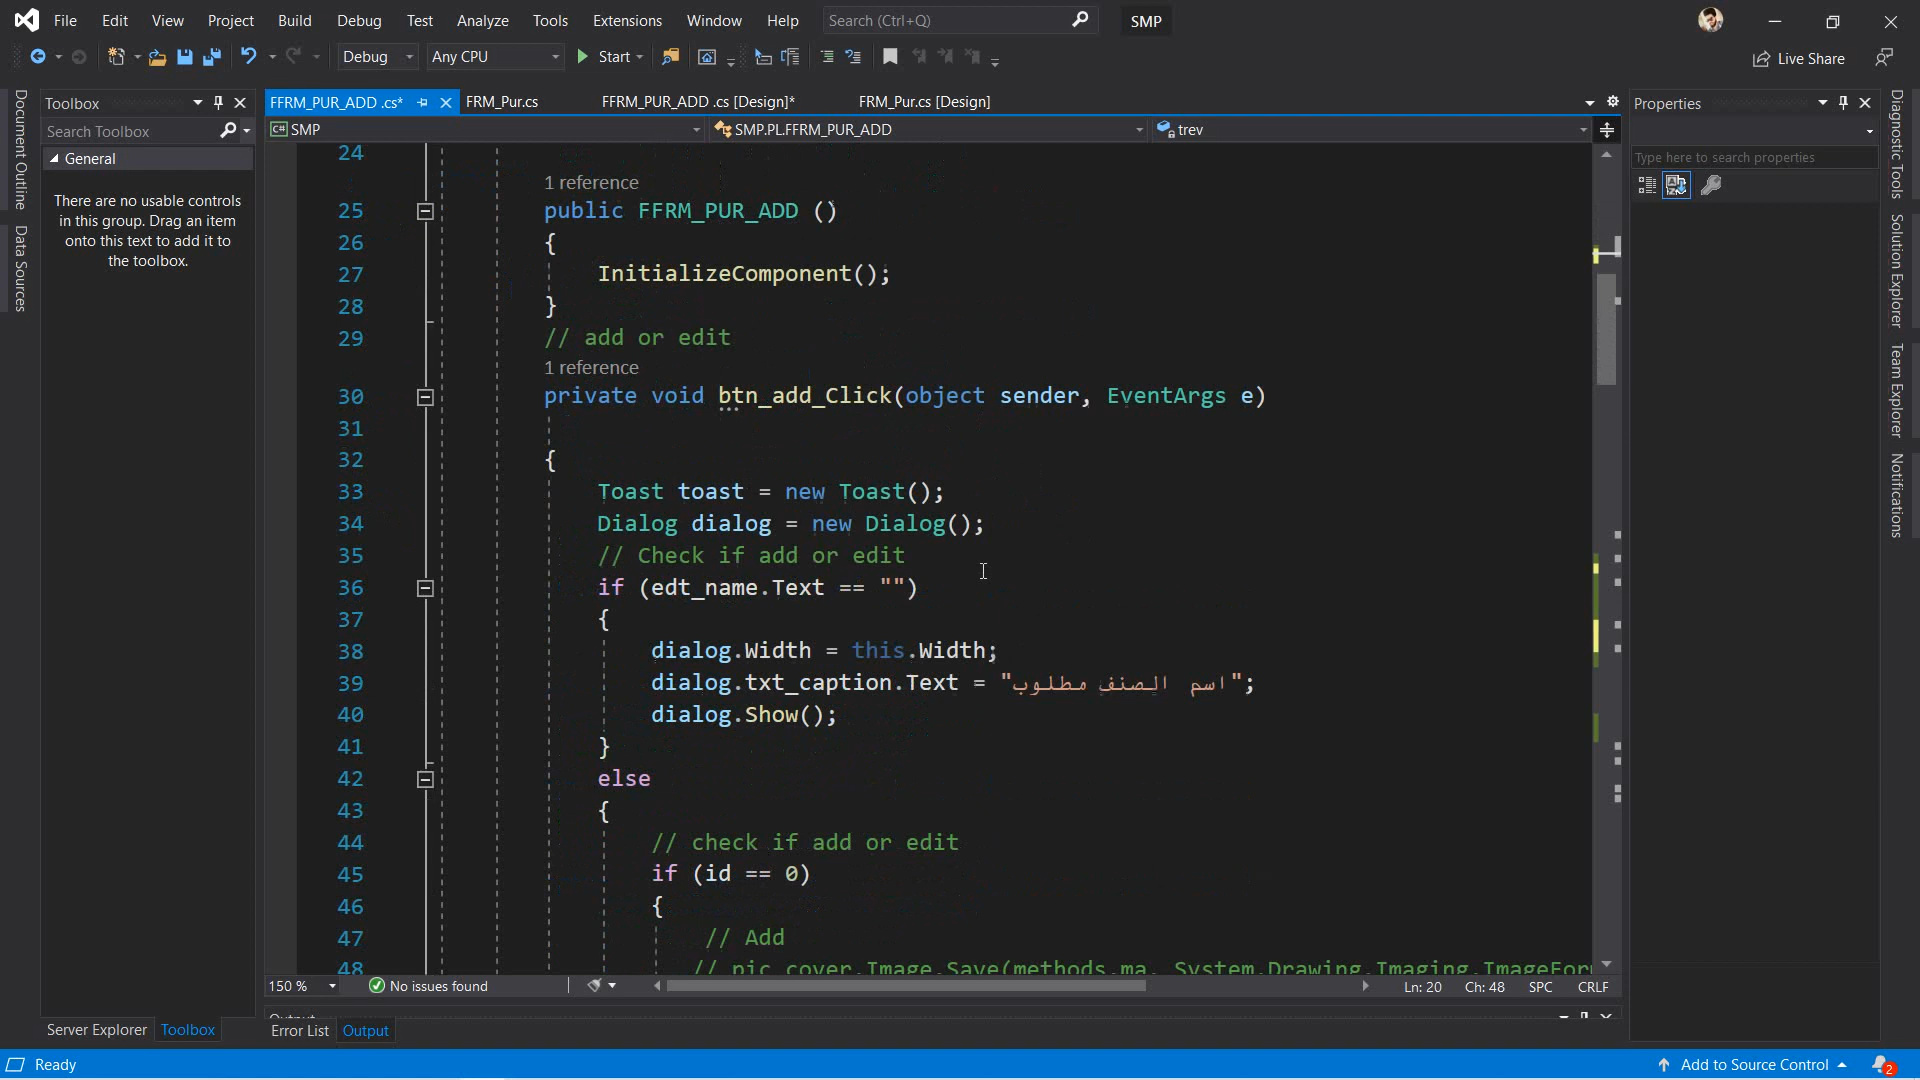 File Edit View Project Build Debug Test Analyze Tools Extensions Window Help Search (Ctrl+Q) SMP
Debug Any CPU Start Live Share
Toolbox
Search Toolbox
General
There are no usable controls
in this group. Drag an item
onto this text to add it to
the toolbox.
Document Outline
Data Sources
FFRM_PUR_ADD .cs* FRM_Pur.cs FFRM_PUR_ADD .cs [Design]* FRM_Pur.cs [Design]
C# SMP SMP.PL.FFRM_PUR_ADD trev
24
1 reference
25 public FFRM_PUR_ADD ()
26 {
27 InitializeComponent();
28 }
29 // add or edit
1 reference
30 private void btn_add_Click(object sender, EventArgs e)
31
32 {
33 Toast toast = new Toast();
34 Dialog dialog = new Dialog();
35 // Check if add or edit
36 if (edt_name.Text == "")
37 {
38 dialog.Width = this.Width;
39 dialog.txt_caption.Text = "اسم الصنف مطلوب";
40 dialog.Show();
41 }
42 else
43 {
44 // check if add or edit
45 if (id == 0)
46 {
47 // Add
48 // pic_cover.Image.Save(methods.ma, System.Drawing.Imaging.ImageFor
150 % No issues found Ln: 20 Ch: 48 SPC CRLF
Output
Server Explorer Toolbox Error List Output
Properties
Type here to search properties
Diagnostic Tools
Solution Explorer
Team Explorer
Notifications
Ready Add to Source Control 2